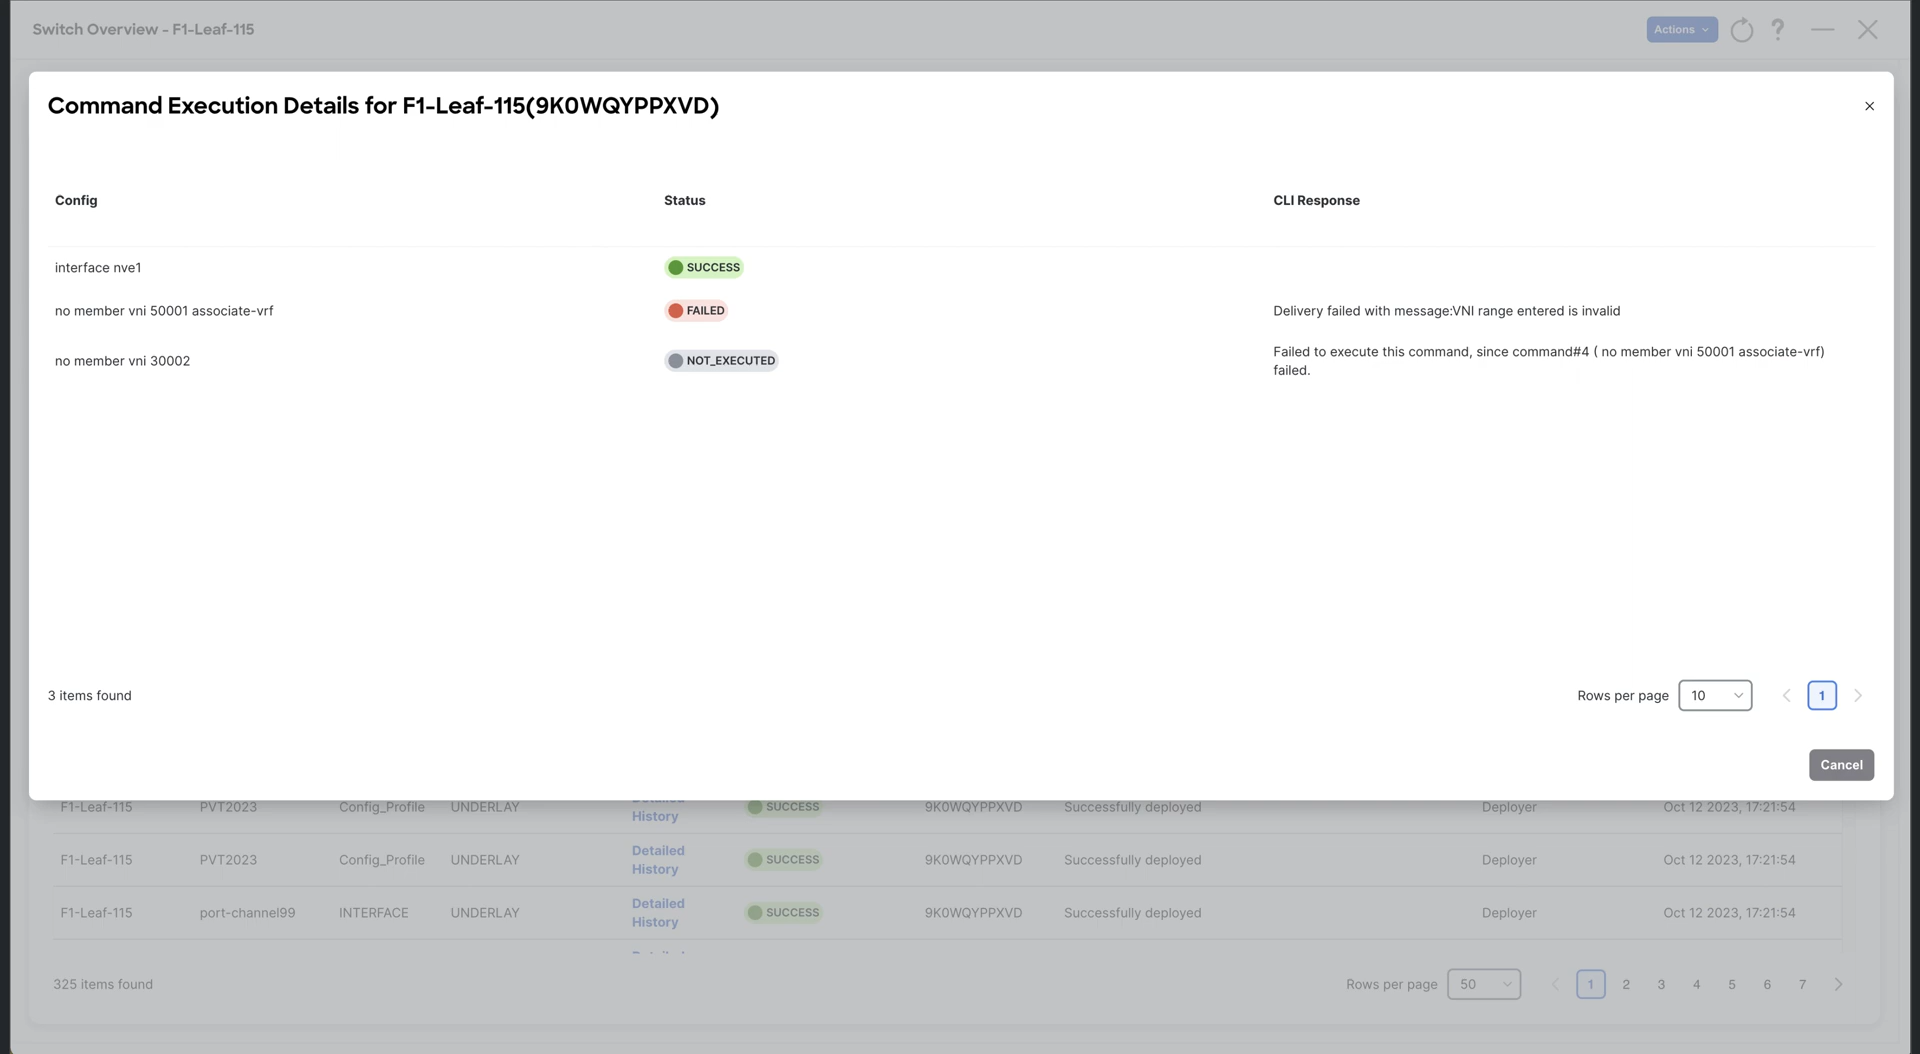 Switch Overview - F1-Leaf-115
Actions
Command Execution Details for F1-Leaf-115(9K0WQYPPXVD)
Config Status CLI Response
interface nve1 SUCCESS
no member vni 50001 associate-vrf FAILED Delivery failed with message:VNI range entered is invalid
no member vni 30002 NOT_EXECUTED Failed to execute this command, since command#4 ( no member vni 50001 associate-vrf)
failed.
3 items found Rows per page 10 1
Cancel
F1-Leaf-115 PVT2023 Config_Profile UNDERLAY Detailed SUCCESS 9K0WQYPPXVD Successfully deployed Deployer Oct 12 2023, 17:21:54
History
F1-Leaf-115 PVT2023 Config_Profile UNDERLAY Detailed SUCCESS 9K0WQYPPXVD Successfully deployed Deployer Oct 12 2023, 17:21:54
History
F1-Leaf-115 port-channel99 INTERFACE UNDERLAY Detailed SUCCESS 9K0WQYPPXVD Successfully deployed Deployer Oct 12 2023, 17:21:54
History
325 items found Rows per page 50 1 2 3 4 5 6 7